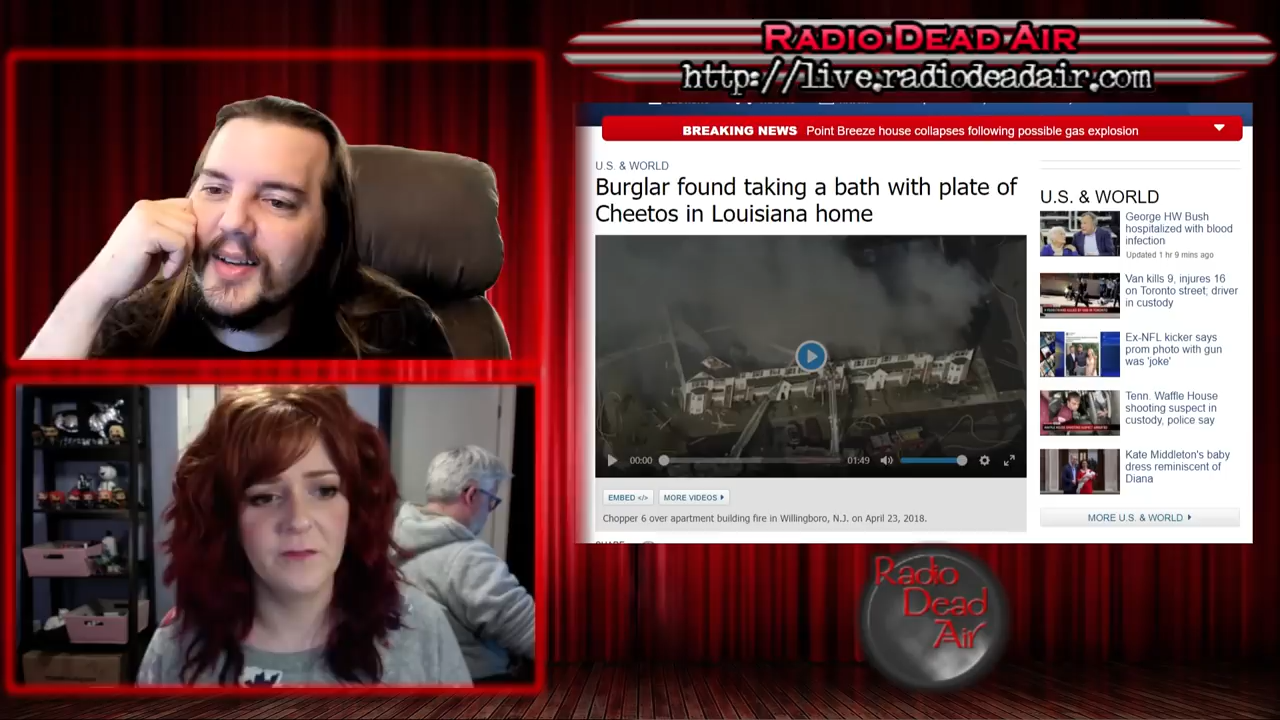 RADIO DEAD AIR
http://live.radiodeadair.com
BREAKING NEWS Point Breeze house collapses following possible gas explosion
U.S. & WORLD
Burglar found taking a bath with plate of
Cheetos in Louisiana home
00:00
01:49
EMBED </>
MORE VIDEOS
Chopper 6 over apartment building fire in Willingboro, N.J. on April 23, 2018.
U.S. & WORLD
George HW Bush
hospitalized with blood
infection
Updated 1 hr 9 mins ago
Van kills 9, injures 16
on Toronto street; driver
in custody
Ex-NFL kicker says
prom photo with gun
was 'joke'
Tenn. Waffle House
shooting suspect in
custody, police say
Kate Middleton's baby
dress reminiscent of
Diana
MORE U.S. & WORLD
Radio
Dead
Air